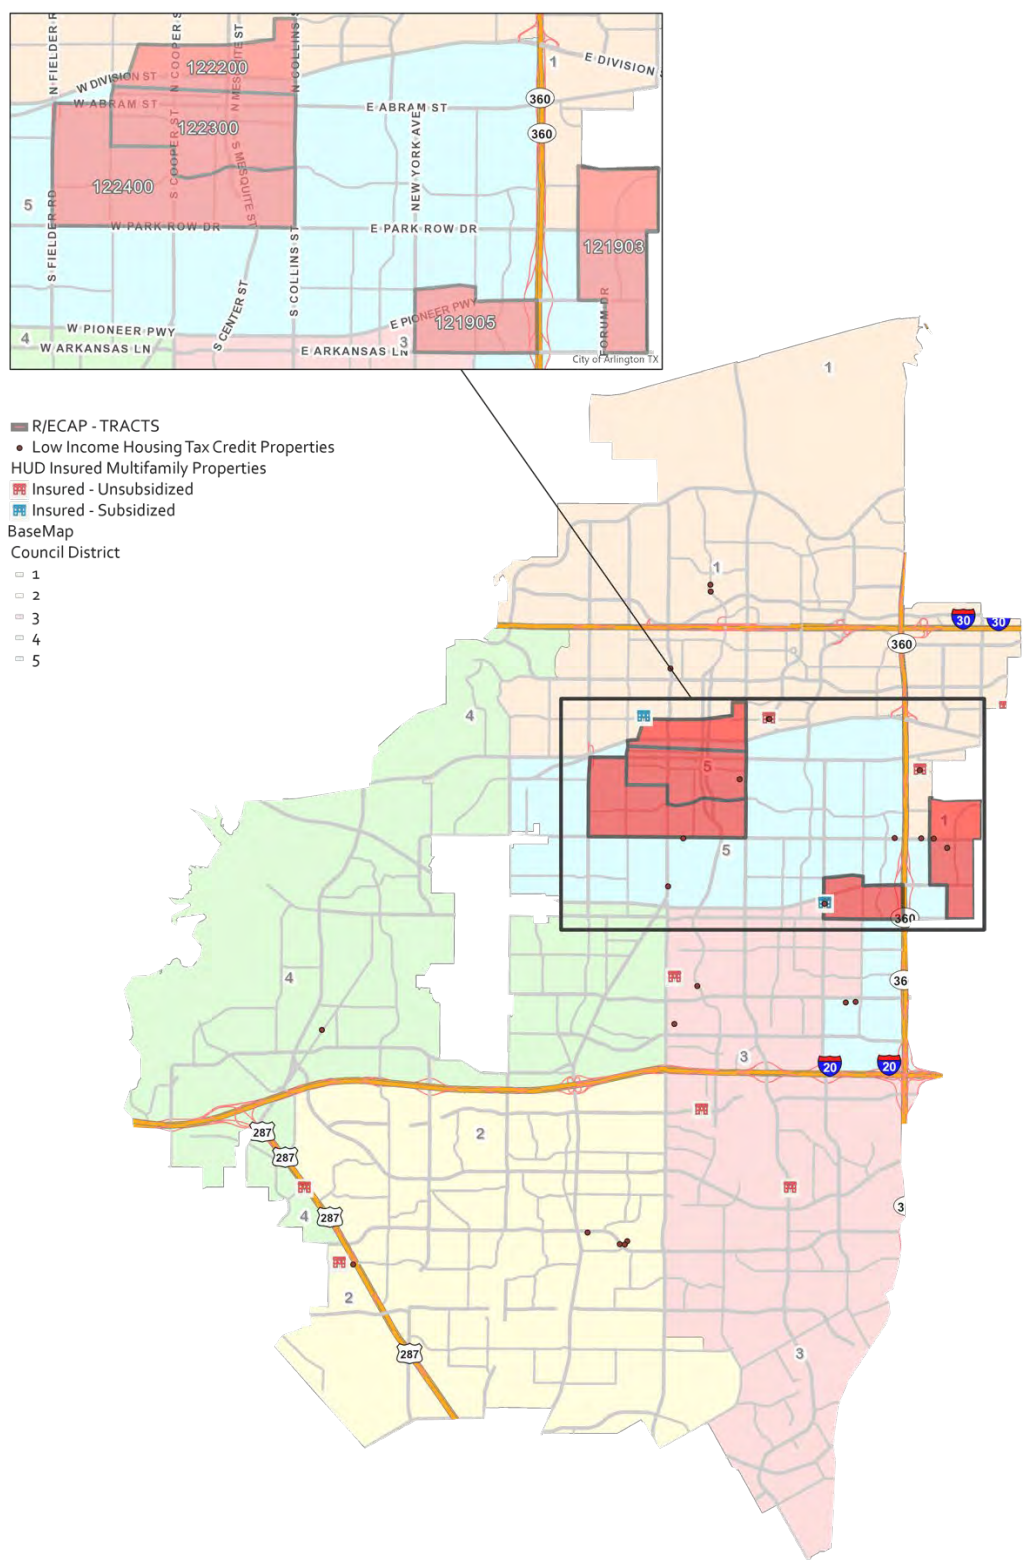 N FIELDER R
N COOPER S
N MESQUITE ST
N COLLINS S
E DIVISION S
1
122200
W DIVISION ST
W ABRAM ST
E ABRAM ST
360
360
122300
NEW YORK AVE
S COOPER ST
S MESQUITE ST
122400
5
S FIELDER RD
W PARK ROW DR
E PARK ROW DR
121903
S COLLINS ST
S CENTER ST
FORUM DR
E PIONEER PWY
121905
W PIONEER PWY
4
3
W ARKANSAS LN
E ARKANSAS LN
City of Arlington TX
R/ECAP - TRACTS
Low Income Housing Tax Credit Properties
HUD Insured Multifamily Properties
Insured - Unsubsidized
Insured - Subsidized
BaseMap
Council District
1
2
3
4
5
1
1
30
30
360
4
5
1
5
360
4
36
3
20
20
287
2
287
4
287
3
2
287
3